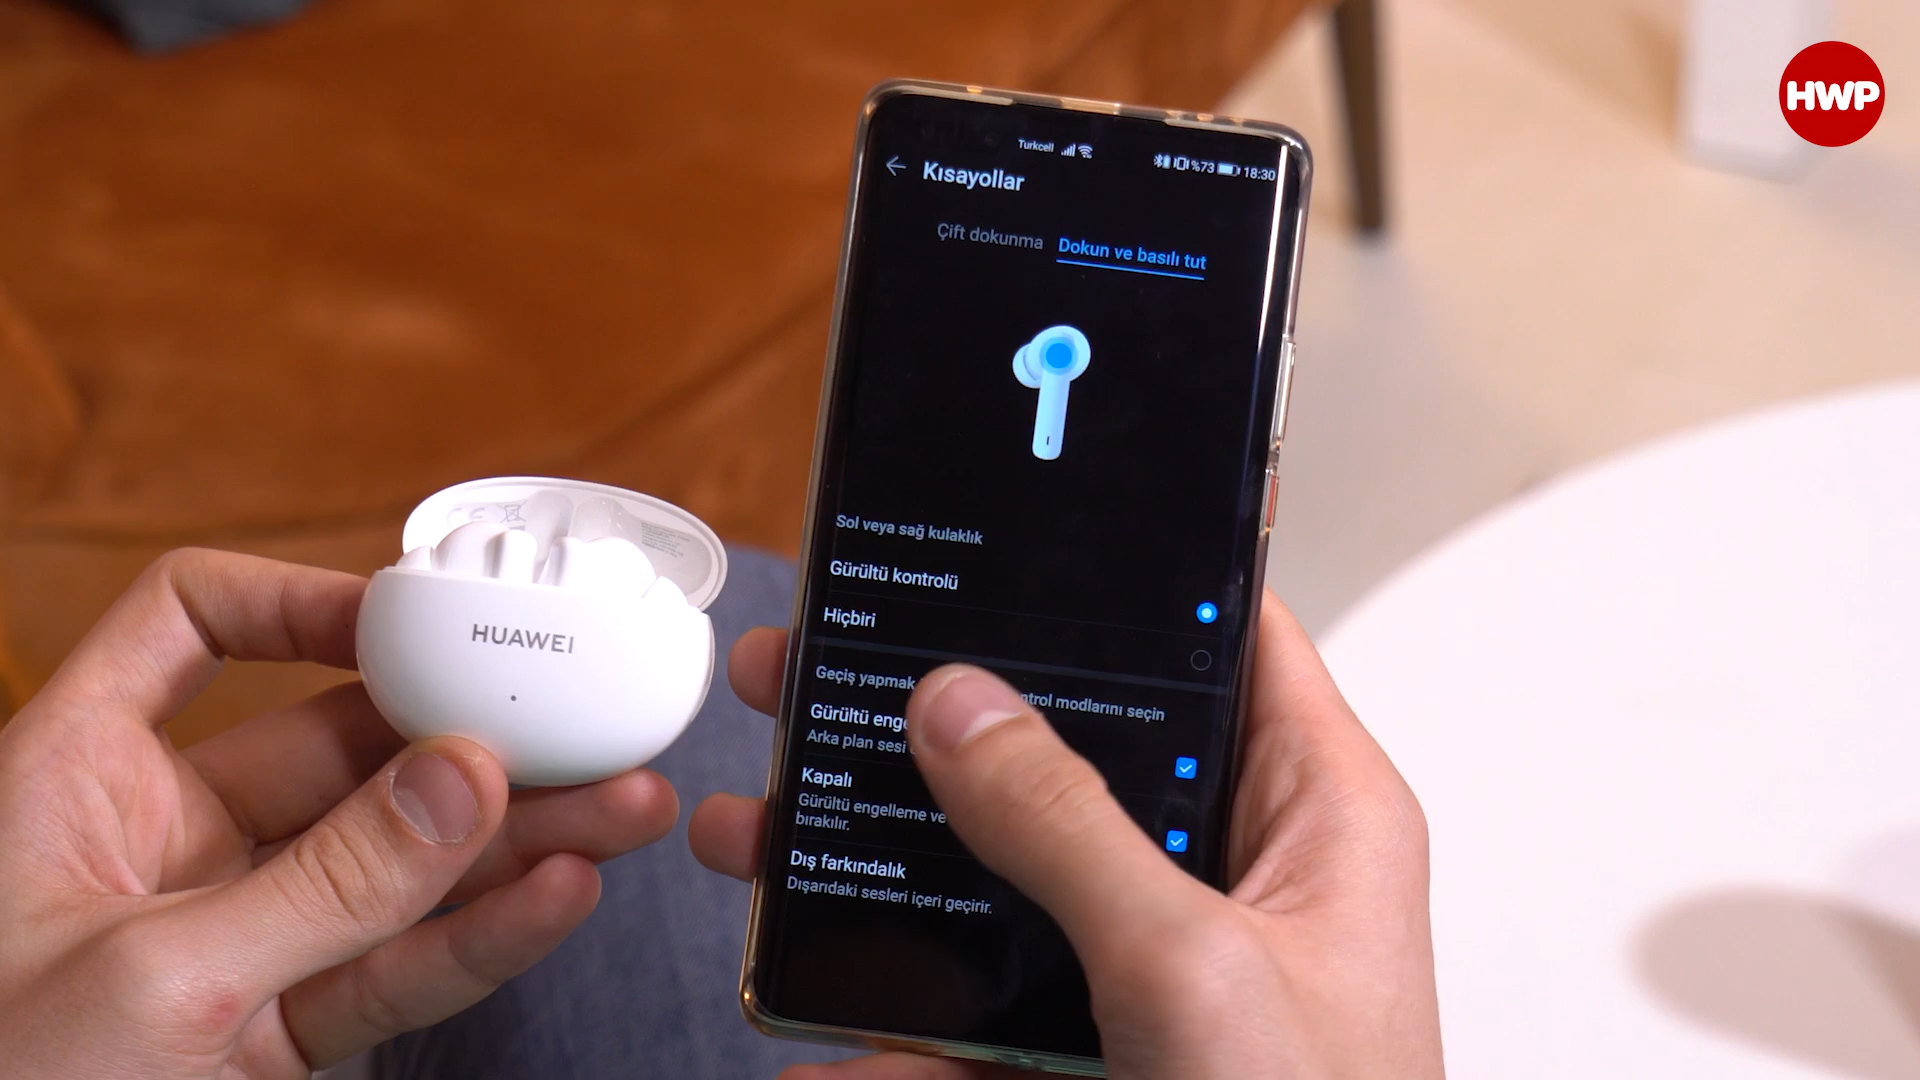 HWP
Turkcell
%73 18:30
Kısayollar
Çift dokunma Dokun ve basılı tut
Sol veya sağ kulaklık
Gürültü kontrolü
Hiçbiri
Geçiş yapmak modlarını seçin
Gürültü
Arka plan sesi
Kapalı
Gürültü engelleme ve
bırakılır.
Dış farkındalık
Dışarıdaki sesleri içeri geçirir.
HUAWEI
CE